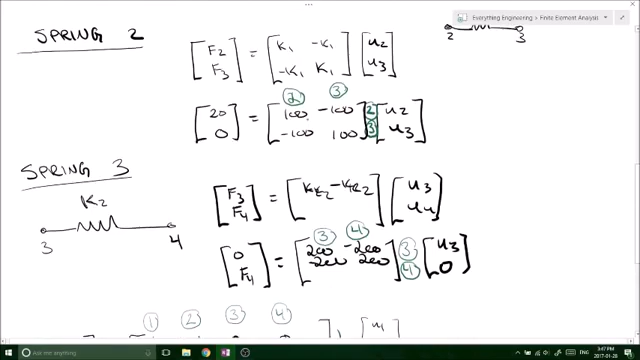 Everything Engineering > Finite Element Analysis
SPRING 2
2 3
[F2 F3] = [K1 -K1 -K1 K1] [u2 u3]
2 3
[20 0] = [100 -100 -100 100] 2 3 [u2 u3]
SPRING 3
K2
3 4
[F3 F4] = [K2 -K2] [u3 u4]
3 4
[0 F4] = [200 -200 -200 200] 3 4 [u3 0]
1 2 3 4
u1
Ask me anything
3:47 PM
2017-01-28